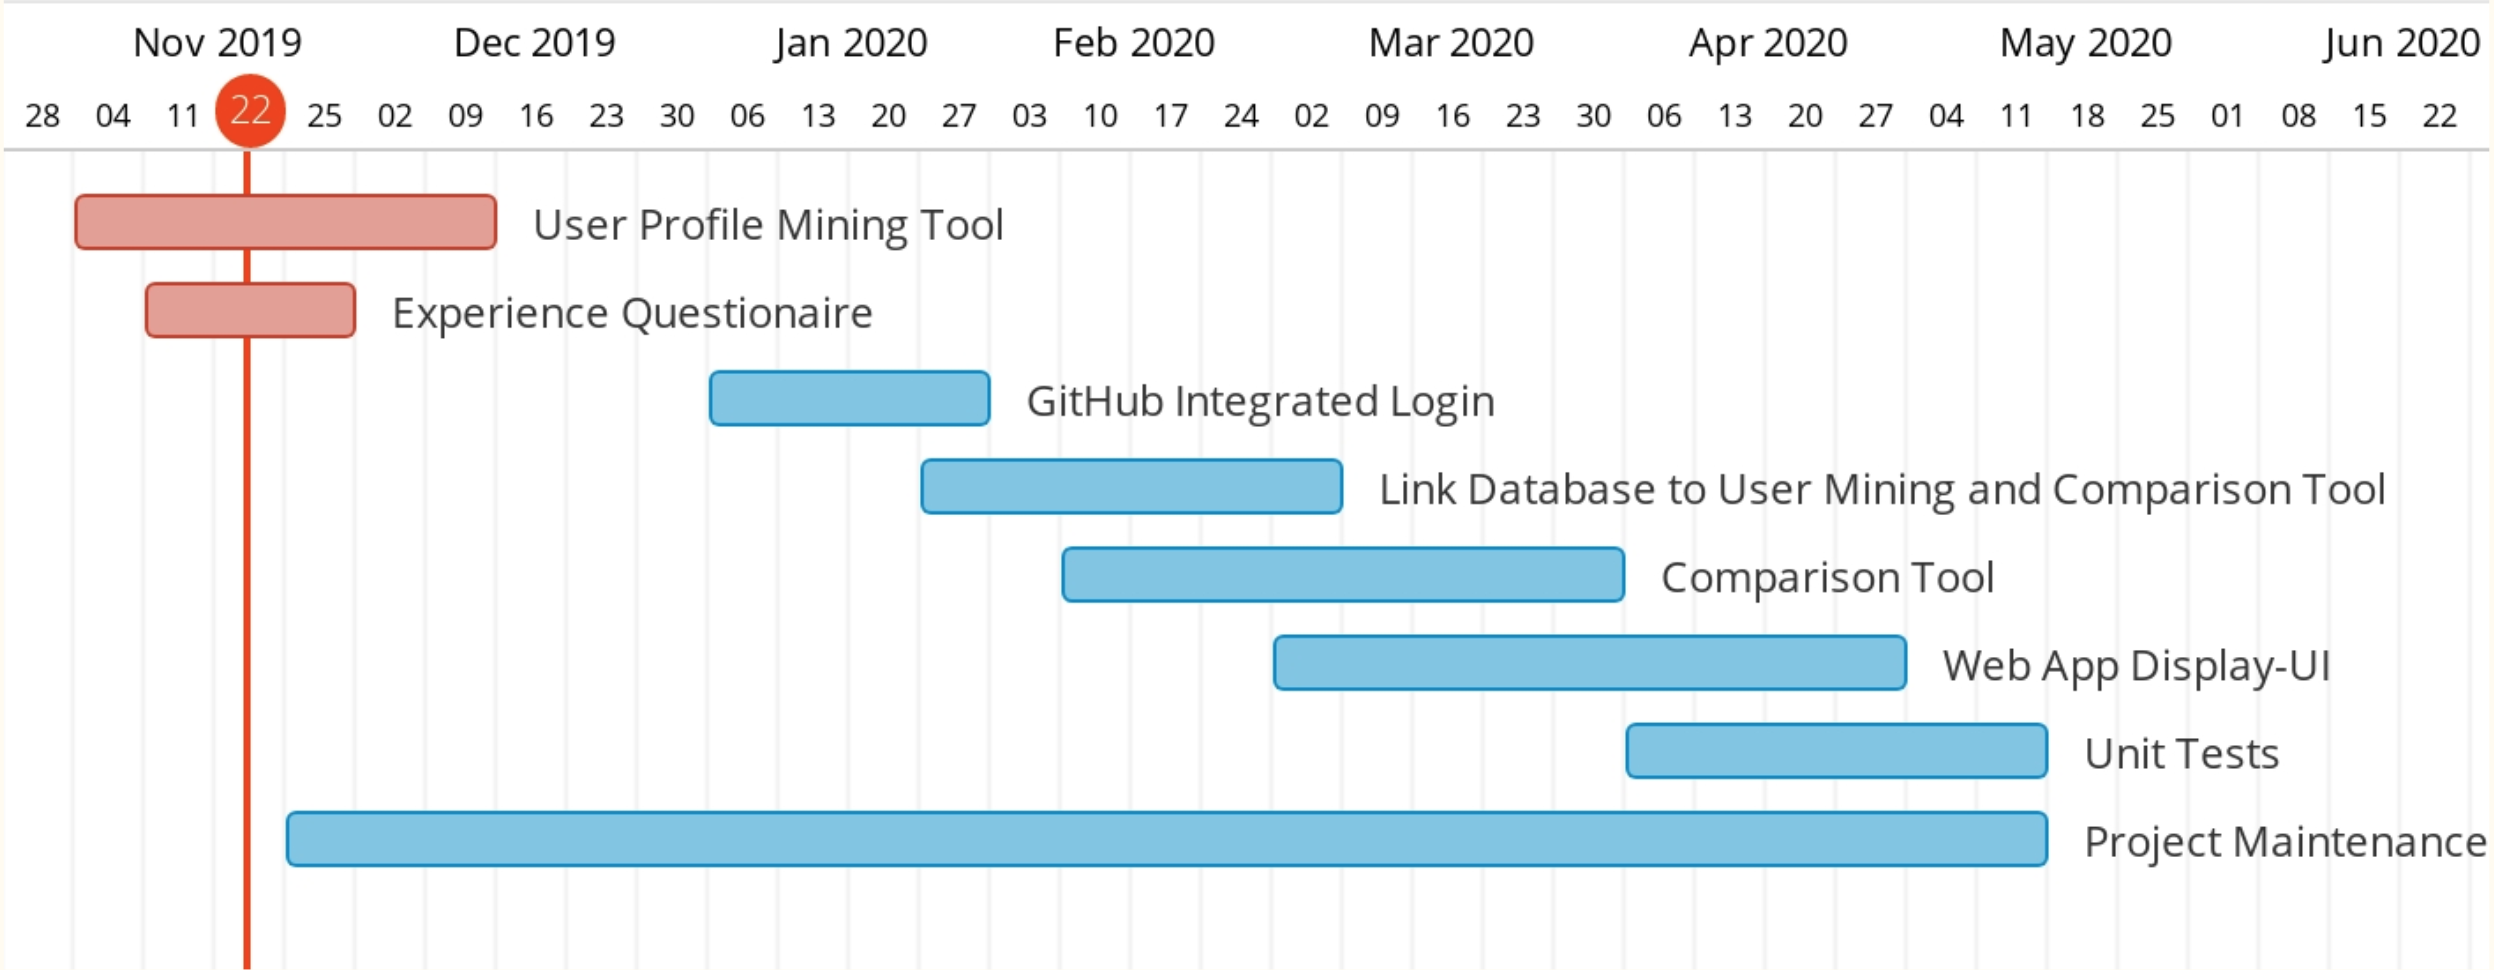 Nov 2019 Dec 2019 Jan 2020 Feb 2020 Mar 2020 Apr 2020 May 2020 Jun 2020
28 04 11 22 25 02 09 16 23 30 06 13 20 27 03 10 17 24 02 09 16 23 30 06 13 20 27 04 11 18 25 01 08 15 22
User Profile Mining Tool
Experience Questionaire
GitHub Integrated Login
Link Database to User Mining and Comparison Tool
Comparison Tool
Web App Display-UI
Unit Tests
Project Maintenance